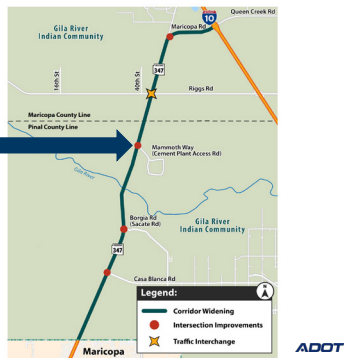 Queen Creek Rd
10
Maricopa Rd
Gila River
Indian Community
347
16th St
40th St
Riggs Rd
Maricopa County Line
Pinal County Line
Mammoth Way
(Cement Plant Access Rd)
Gila River
Borgia Rd
(Sacate Rd)
Gila River
Indian Community
347
Casa Blanca Rd
Legend:
N
Corridor Widening
Intersection Improvements
Traffic Interchange
Maricopa
ADOT